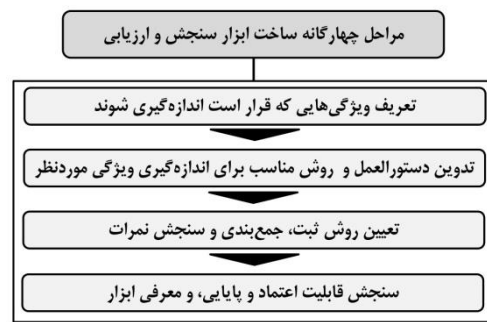 مراحل چهارگانه ساخت ابزار سنجش و ارزیابی
تعریف ویژگی‌هایی که قرار است اندازه‌گیری شوند
تدوین دستورالعمل و روش مناسب برای اندازه‌گیری ویژگی موردنظر
تعیین روش ثبت، جمع‌بندی و سنجش نمرات
سنجش قابلیت اعتماد و پایایی، و معرفی ابزار